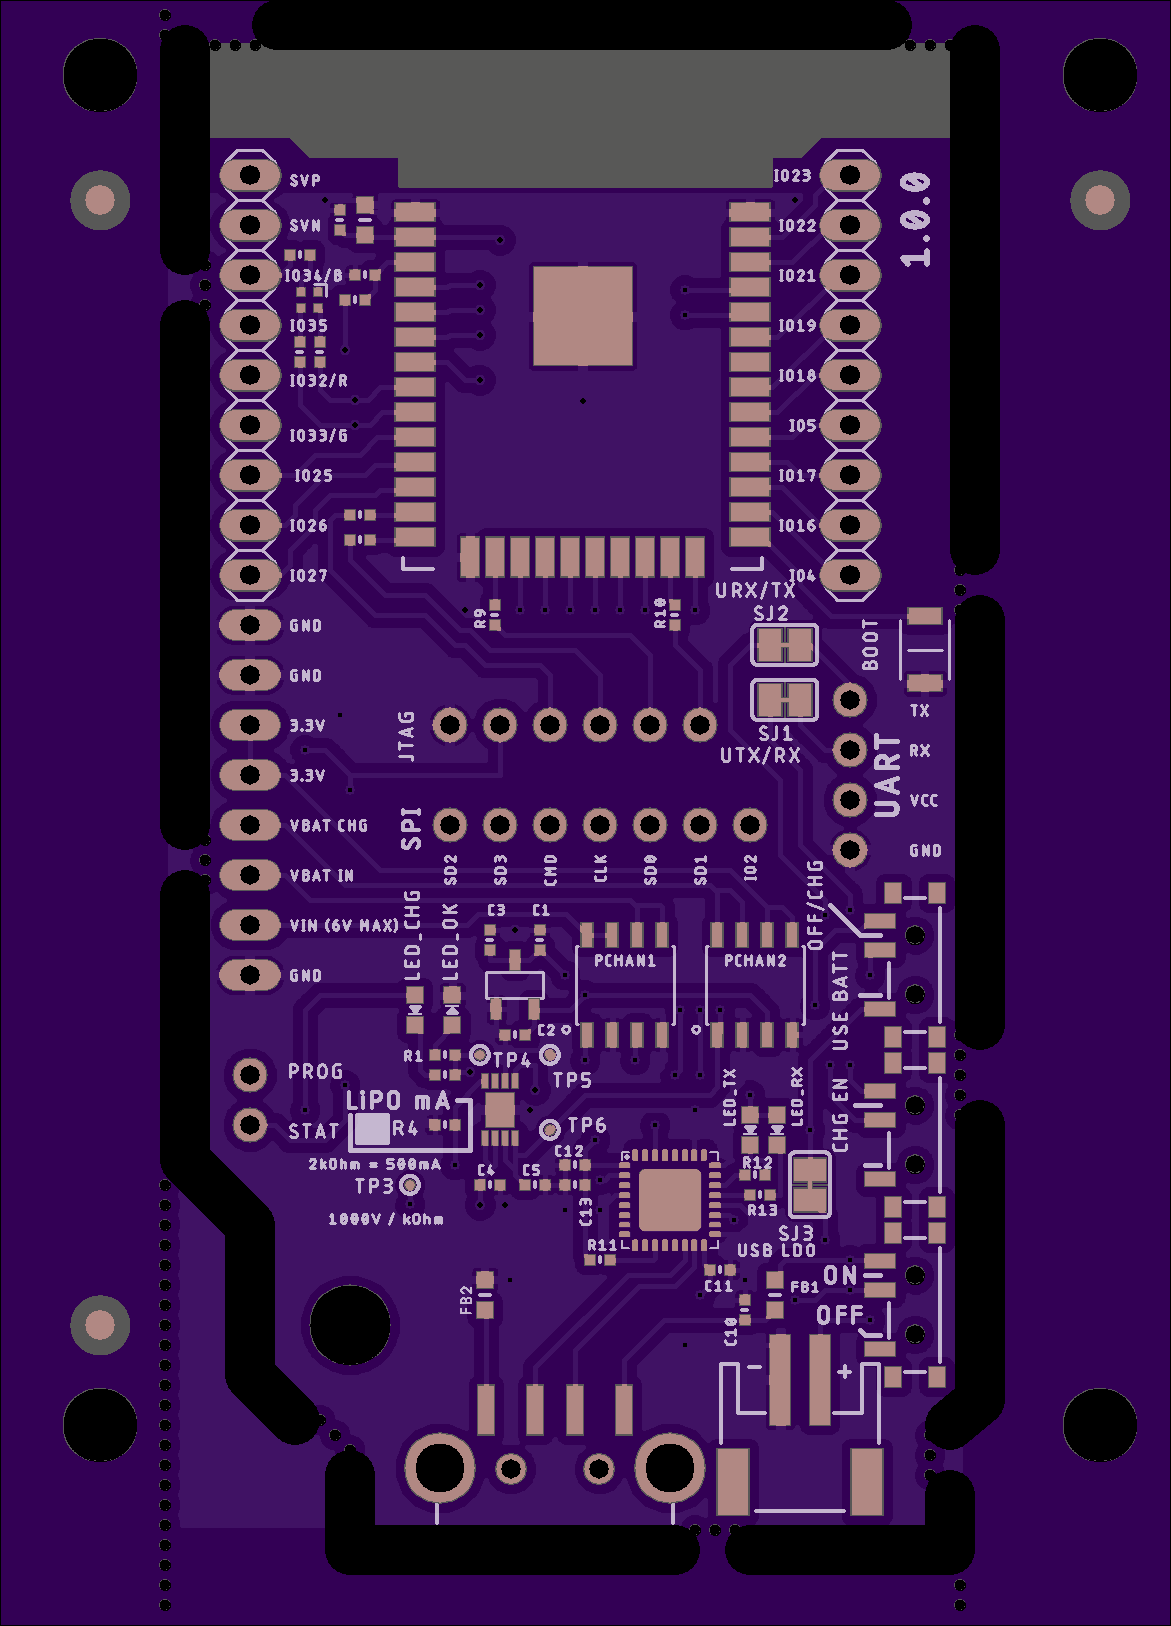 SVP
SVN
IO34/B
IO35
IO32/R
IO33/G
IO25
IO26
IO27
GND
GND
3.3V
3.3V
VBAT CHG
VBAT IN
VIN (6V MAX)
GND
PROG
STAT
IO23
IO22
IO21
IO19
IO18
IO5
IO17
IO16
IO4
1.0.0
URX/TX
SJ2
SJ1
UTX/RX
R9
R10
BOOT
TX
RX
VCC
GND
UART
JTAG
SPI
SD2
SD3
CMD
CLK
SD0
SD1
IO2
OFF/CHG
USE BATT
CHG EN
LED_CHG
LED_OK
C3
C1
C2
PCHAN1
PCHAN2
R1
TP4
TP5
TP6
LiPO mA
R4
2kOhm = 500mA
TP3
1000V / kOhm
C4
C5
C12
C13
R11
LED_TX
LED_RX
R12
R13
SJ3
USB LDO
C11
C10
FB1
FB2
ON
OFF
-
+